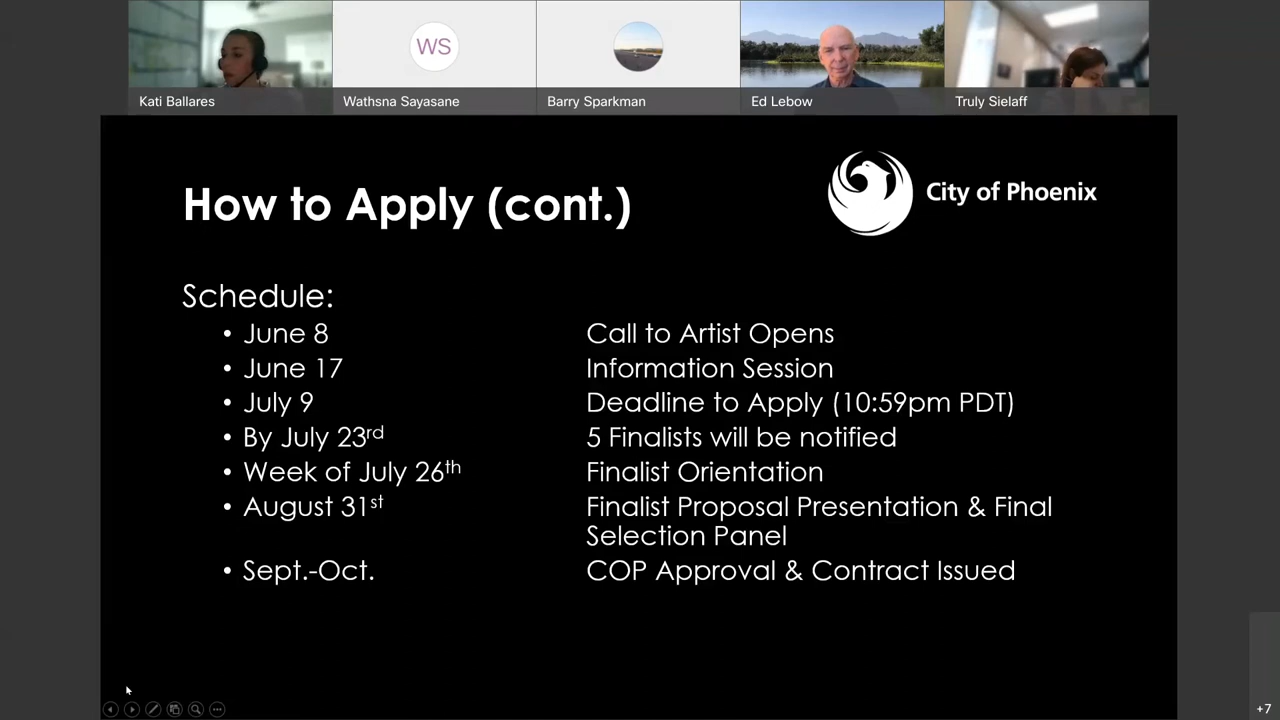 WS
Kati Ballares
Wathsna Sayasane
Barry Sparkman
Ed Lebow
Truly Sielaff
How to Apply (cont.)
City of Phoenix
Schedule:
• June 8 Call to Artist Opens
• June 17 Information Session
• July 9 Deadline to Apply (10:59pm PDT)
• By July 23rd 5 Finalists will be notified
• Week of July 26th Finalist Orientation
• August 31st Finalist Proposal Presentation & Final
Selection Panel
• Sept.-Oct. COP Approval & Contract Issued
+7